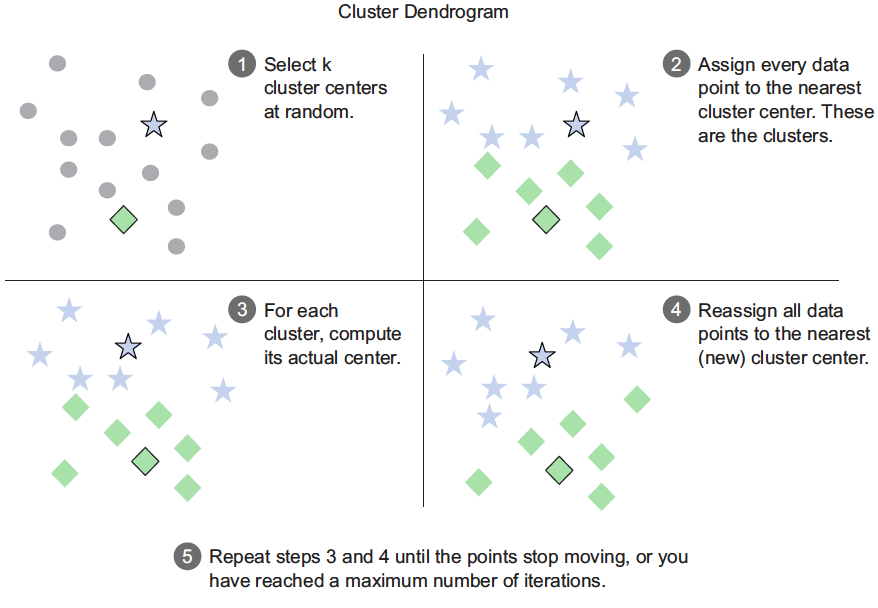 Cluster Dendrogram
1 Select k
cluster centers
at random.
2 Assign every data
point to the nearest
cluster center. These
are the clusters.
3 For each
cluster, compute
its actual center.
4 Reassign all data
points to the nearest
(new) cluster center.
5 Repeat steps 3 and 4 until the points stop moving, or you
have reached a maximum number of iterations.